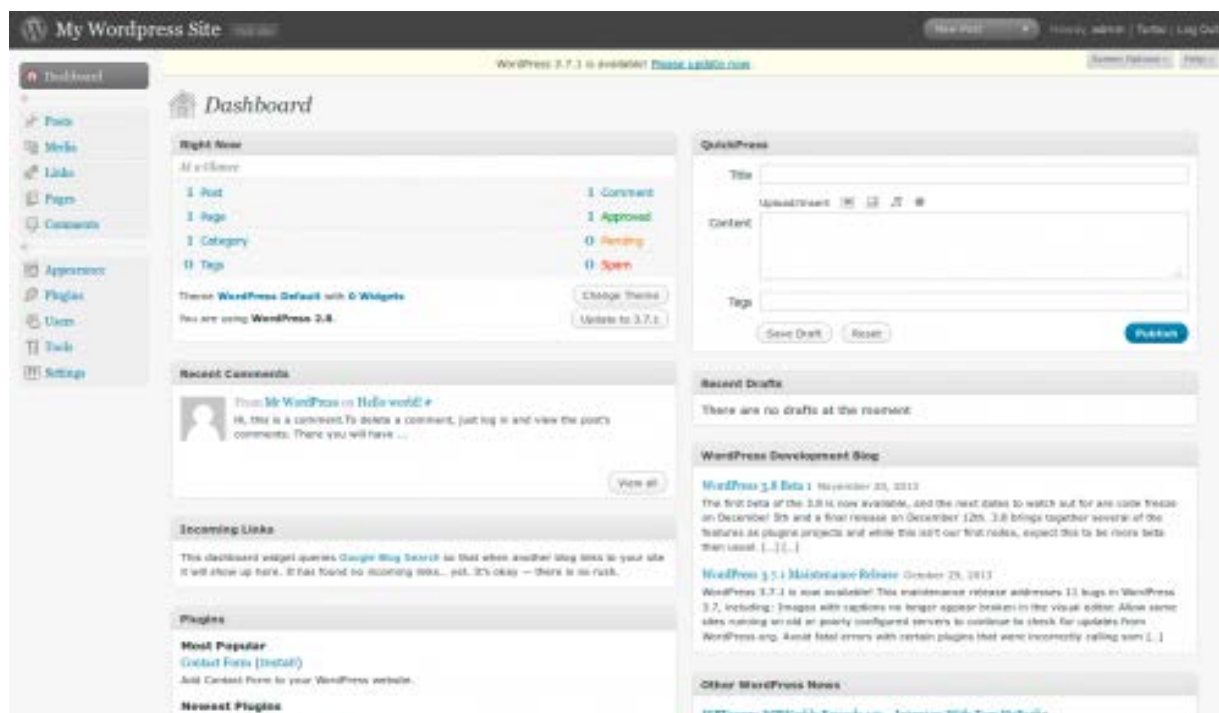 My Wordpress Site
New Post
Howdy, admin | Turbo | Log Out
WordPress 3.7.1 is available! Please update now.
Screen Options
Help
Dashboard
Posts
Media
Links
Pages
Comments
Appearance
Plugins
Users
Tools
Settings
Dashboard
Right Now
At a Glance
1 Post
1 Comment
1 Page
1 Approved
1 Category
0 Pending
0 Tags
0 Spam
Theme WordPress Default with 0 Widgets
Change Theme
You are using WordPress 2.8.
Update to 3.7.1
Recent Comments
From Mr WordPress on Hello world! #
Hi, this is a comment.To delete a comment, just log in and view the post's
comments. There you will have ...
View all
Incoming Links
This dashboard widget queries Google Blog Search so that when another blog links to your site
it will show up here. It has found no incoming links... yet. It's okay — there is no rush.
Plugins
Most Popular
Contact Form (Install)
Add Contact Form to your WordPress website.
Newest Plugins
QuickPress
Title
Upload/Insert
Content
Tags
Save Draft
Reset
Publish
Recent Drafts
There are no drafts at the moment
WordPress Development Blog
WordPress 3.8 Beta 1 November 20, 2013
The first beta of the 3.8 is now available, and the next dates to watch out for are code freeze
on December 5th and a final release on December 12th. 3.8 brings together several of the
features as plugins projects and while this isn't our first rodeo, expect this to be more beta
than usual. [...] [...]
WordPress 3.7.1 Maintenance Release October 29, 2013
WordPress 3.7.1 is now available! This maintenance release addresses 11 bugs in WordPress
3.7, including: Images with captions no longer appear broken in the visual editor. Allow some
sites running on old or poorly configured servers to continue to check for updates from
WordPress.org. Avoid fatal errors with certain plugins that were incorrectly calling som [...]
Other WordPress News